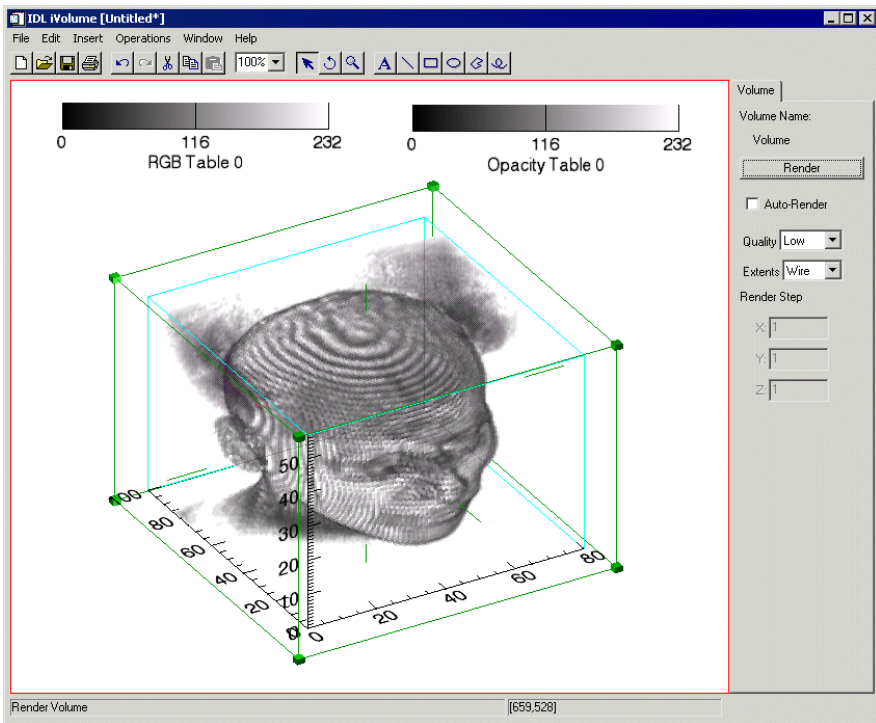 IDL iVolume [Untitled*]
File Edit Insert Operations Window Help
100%
A
Volume
Volume Name:
Volume
Render
Auto-Render
Quality Low
Extents Wire
Render Step
X: 1
Y: 1
Z: 1
0 116 232
RGB Table 0
0 116 232
Opacity Table 0
50
40
30
20
10
0
80
60
40
20
0
0 20 40 60 80
Render Volume
[659,528]